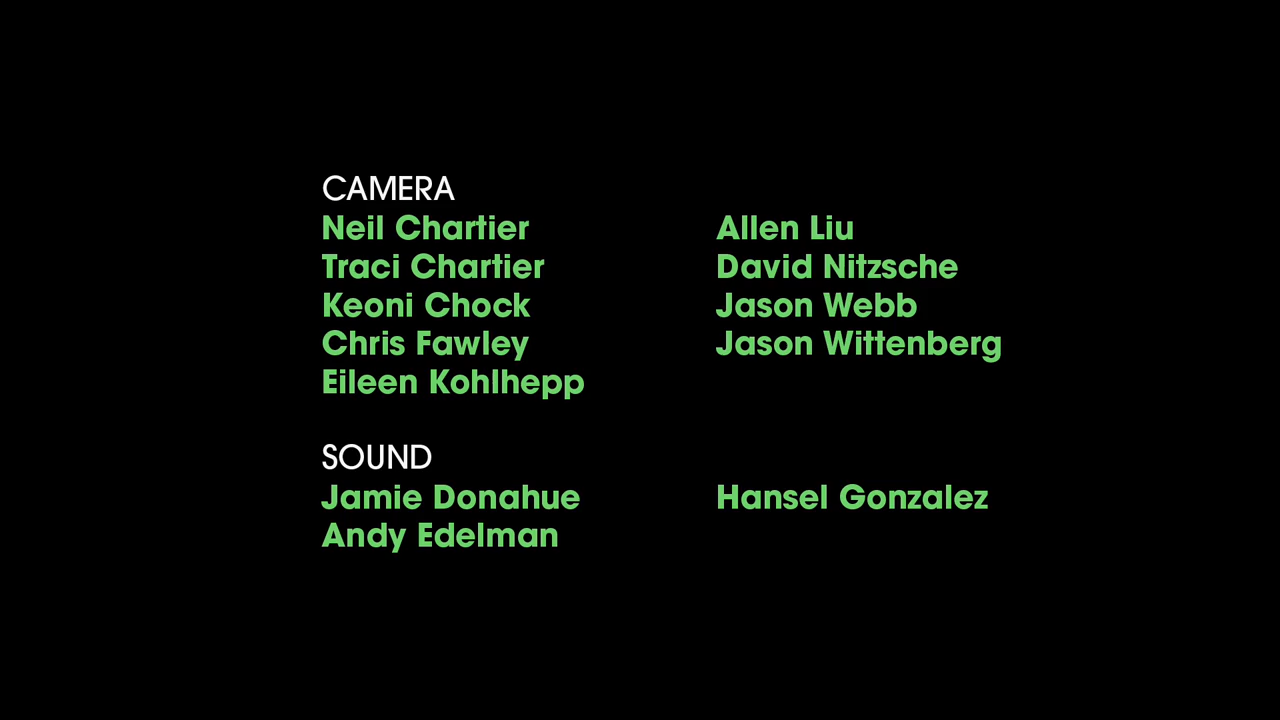 CAMERA
Neil Chartier
Traci Chartier
Keoni Chock
Chris Fawley
Eileen Kohlhepp
Allen Liu
David Nitzsche
Jason Webb
Jason Wittenberg
SOUND
Jamie Donahue
Andy Edelman
Hansel Gonzalez